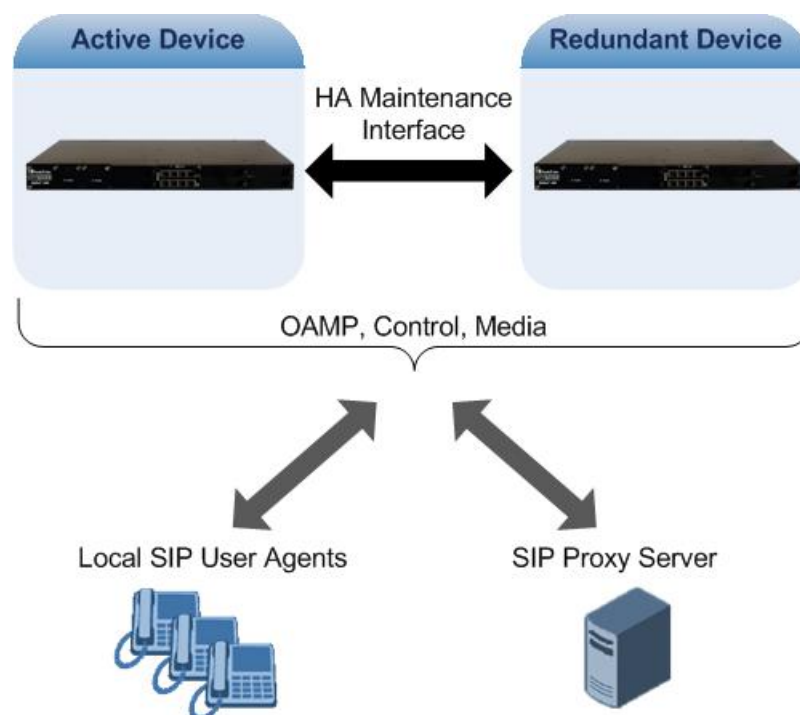 Active Device
Redundant Device
HA Maintenance
Interface
OAMP, Control, Media
Local SIP User Agents
SIP Proxy Server